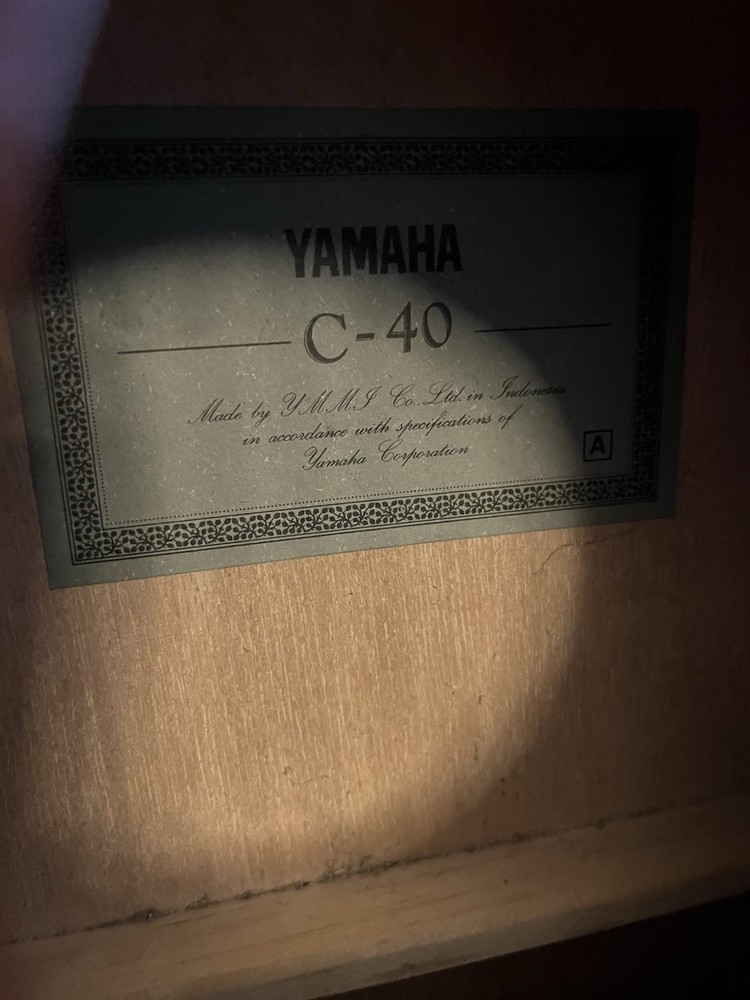 YAMAHA
C-40
Made by YMMI Co. Ltd. in Indonesia
in accordance with specifications of
Yamaha Corporation
A